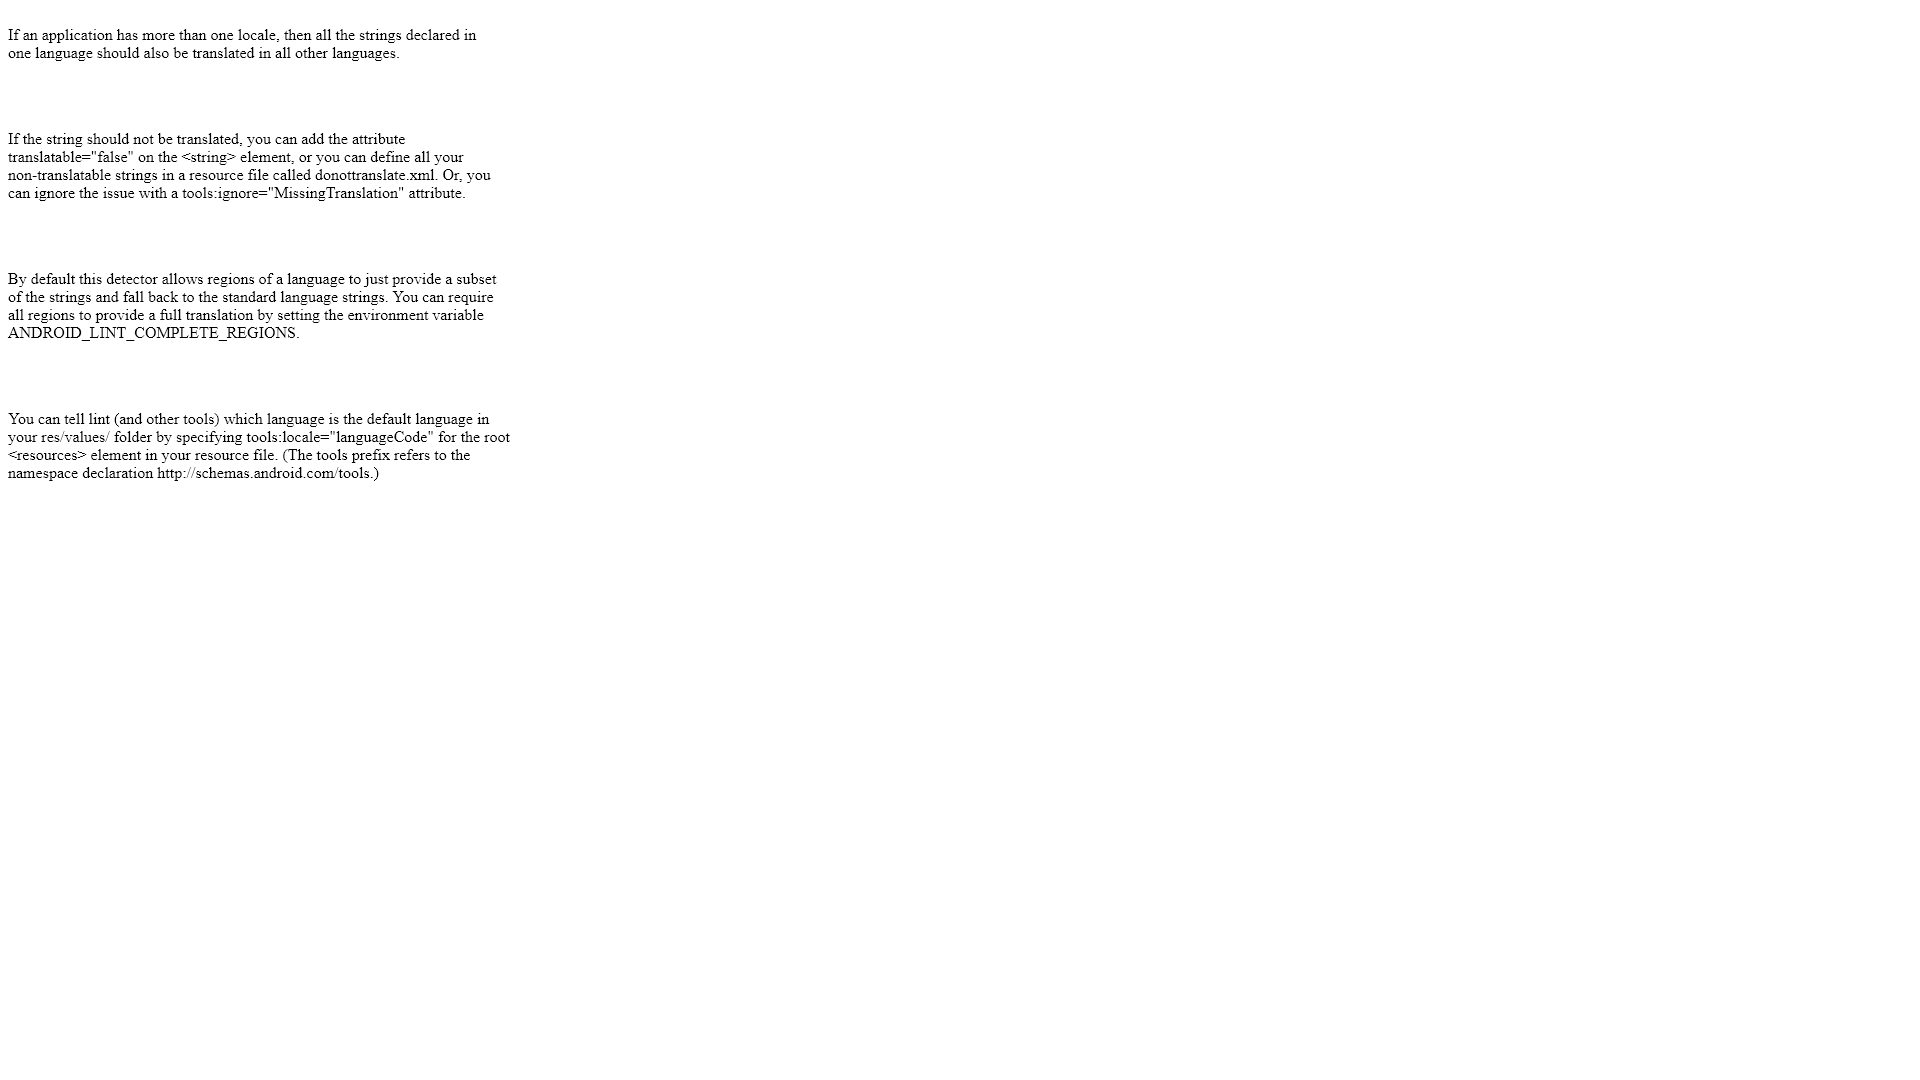 If an application has more than one locale, then all the strings declared in
one language should also be translated in all other languages.
If the string should not be translated, you can add the attribute
translatable="false" on the <string> element, or you can define all your
non-translatable strings in a resource file called donottranslate.xml. Or, you
can ignore the issue with a tools:ignore="MissingTranslation" attribute.
By default this detector allows regions of a language to just provide a subset
of the strings and fall back to the standard language strings. You can require
all regions to provide a full translation by setting the environment variable
ANDROID_LINT_COMPLETE_REGIONS.
You can tell lint (and other tools) which language is the default language in
your res/values/ folder by specifying tools:locale="languageCode" for the root
<resources> element in your resource file. (The tools prefix refers to the
namespace declaration http://schemas.android.com/tools.)